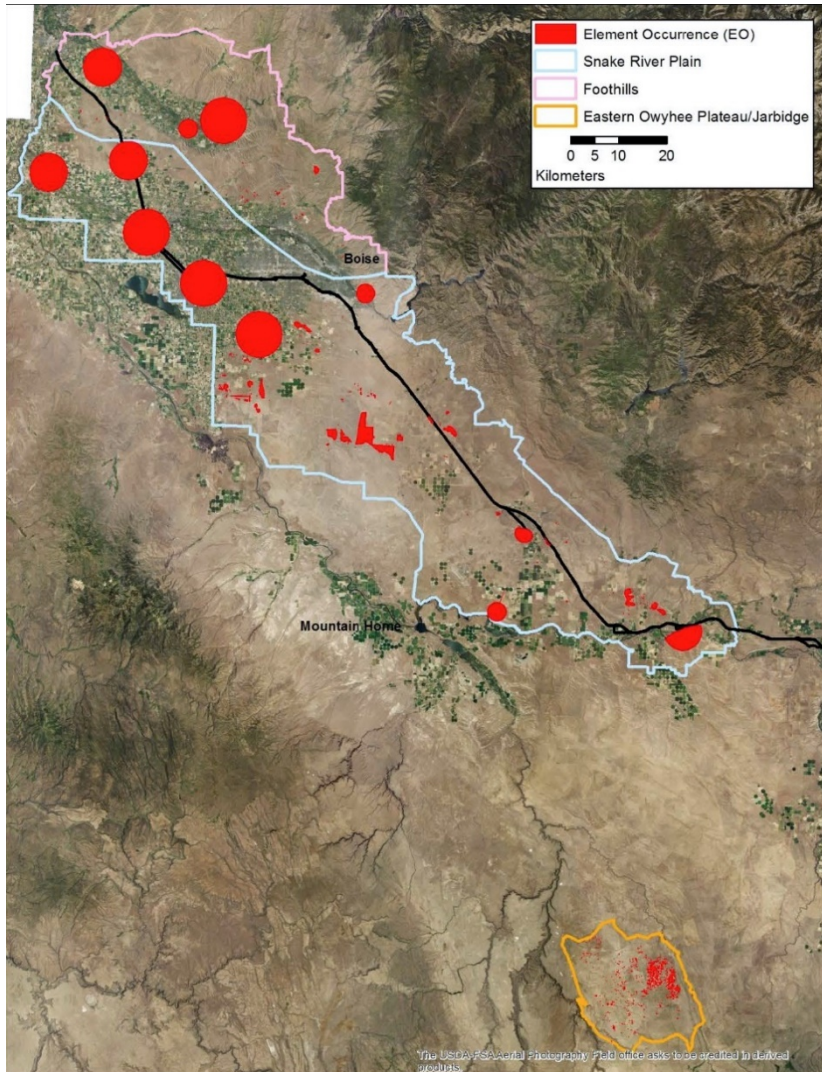 Element Occurrence (EO)
Snake River Plain
Foothills
Eastern Owyhee Plateau/Jarbidge
0 5 10 20
Kilometers
Boise
Mountain Home
The USDA-FSA Aerial Photography Field office asks to be credited in derived
products.